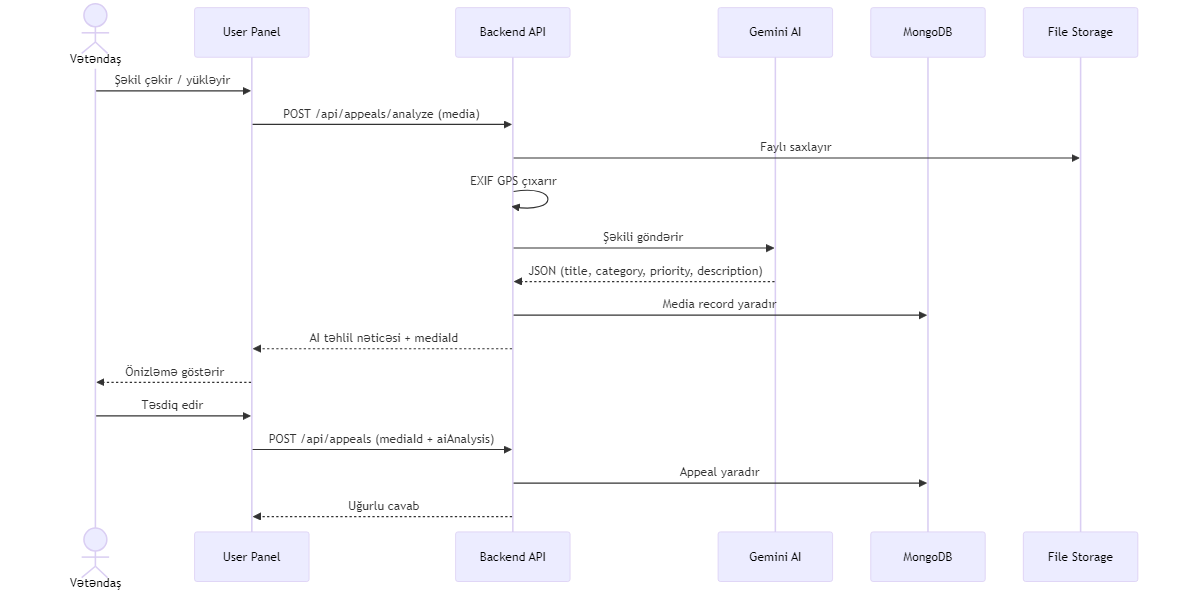 User Panel
Backend API
Gemini AI
MongoDB
File Storage
Vətəndaş
Şəkil çəkir / yükləyir
POST /api/appeals/analyze (media)
Faylı saxlayır
EXIF GPS çıxarır
Şəkili göndərir
JSON (title, category, priority, description)
Media record yaradır
AI təhlil nəticəsi + mediaId
Önizləmə göstərir
Təsdiq edir
POST /api/appeals (mediaId + aiAnalysis)
Appeal yaradır
Uğurlu cavab
User Panel
Backend API
Gemini AI
MongoDB
File Storage
Vətəndaş